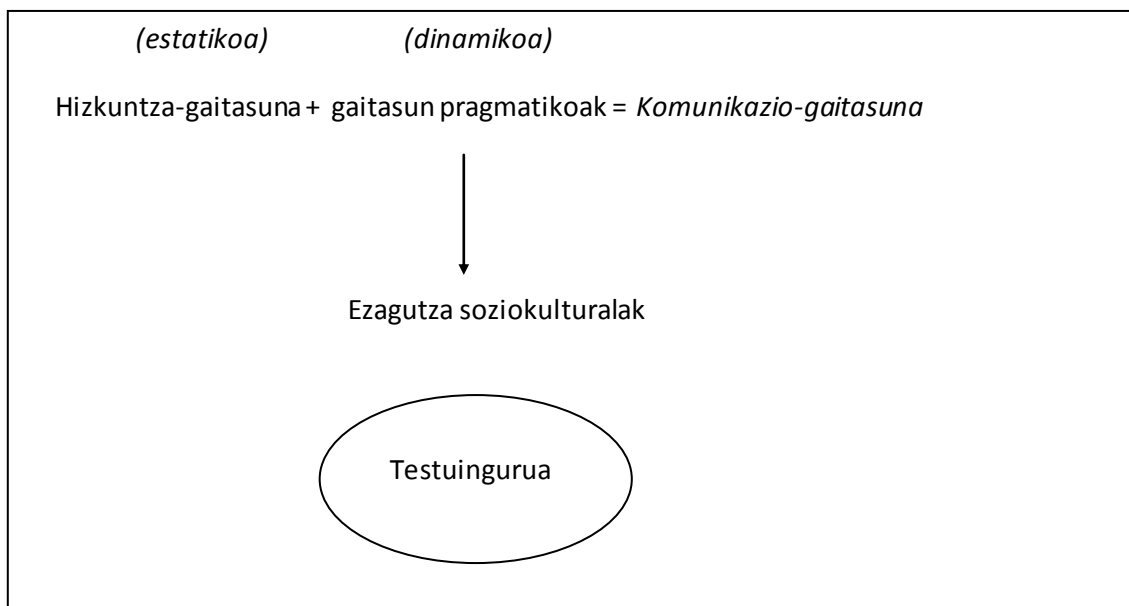 (estatikoa) (dinamikoa)
Hizkuntza-gaitasuna + gaitasun pragmatikoak = Komunikazio-gaitasuna
Ezagutza soziokulturalak
Testuingurua